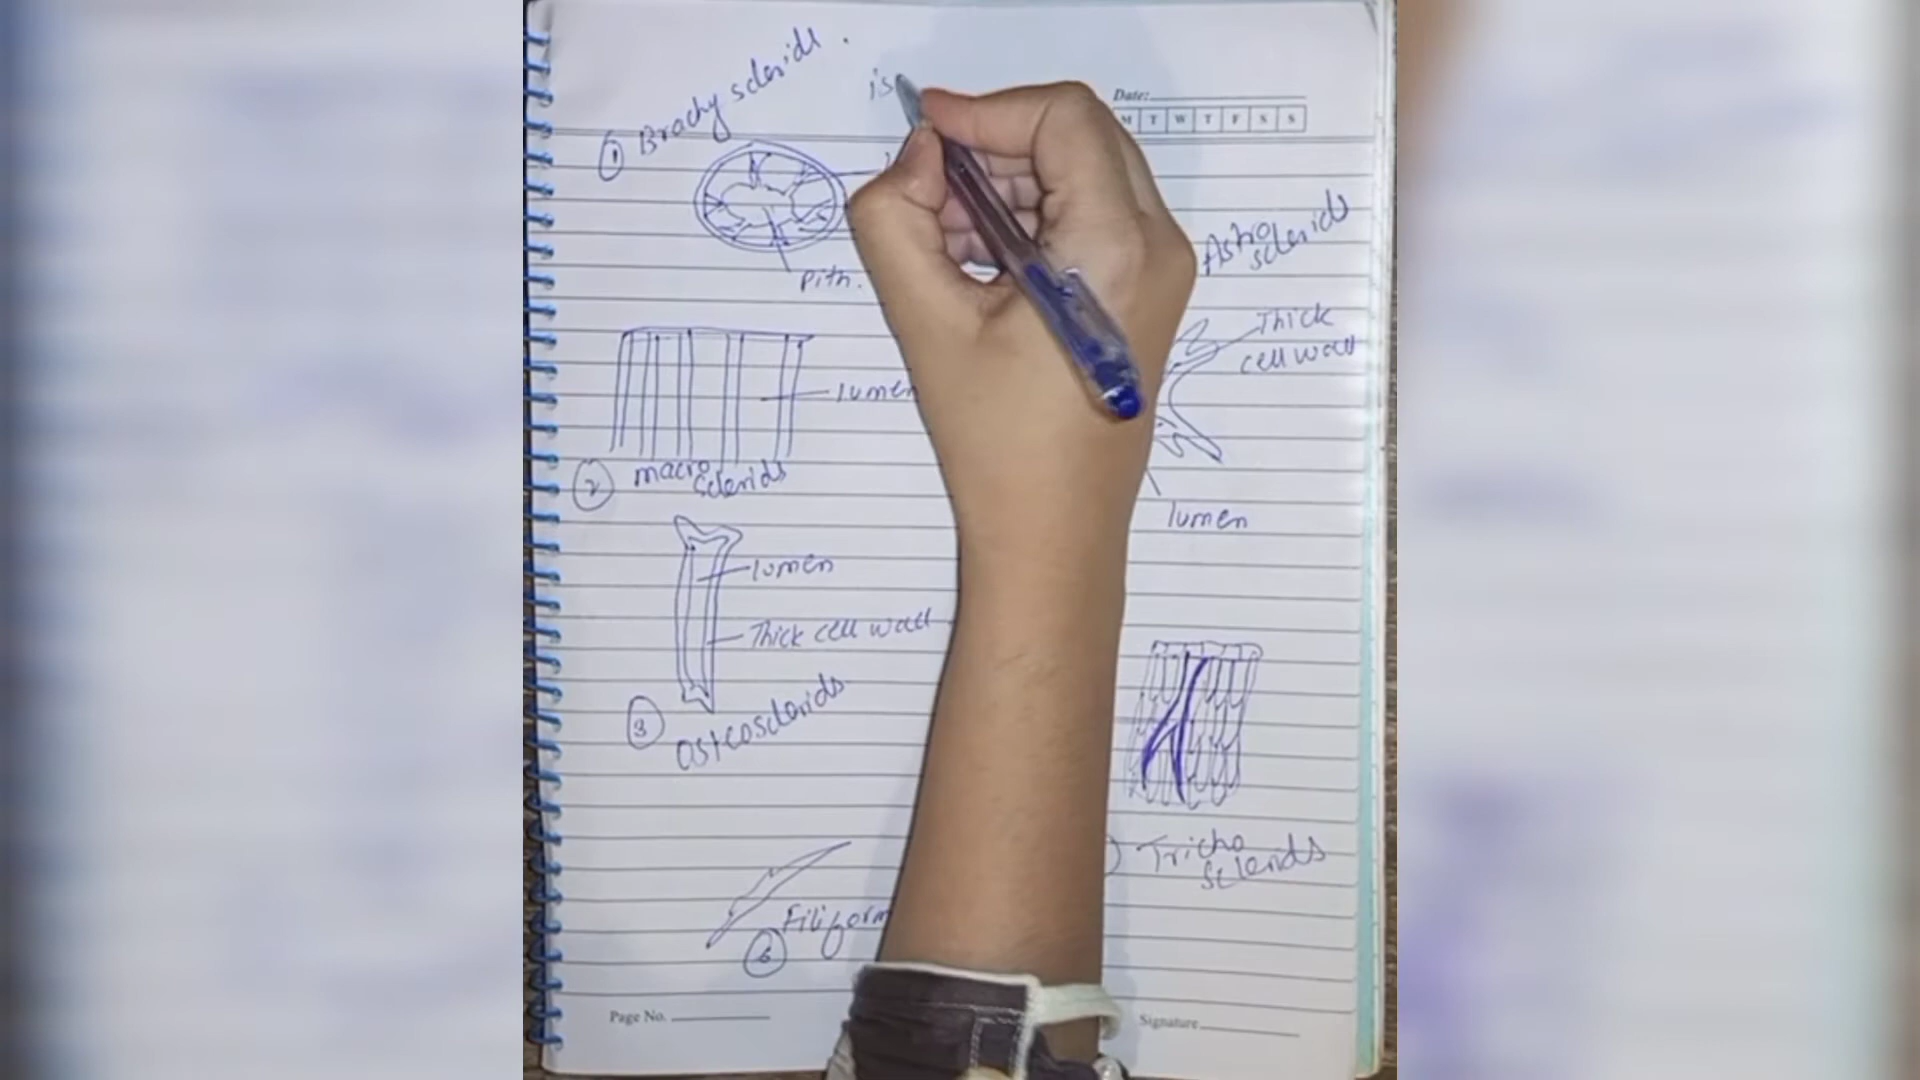 ① Brachy sclerids.
is
Date:
M T W T F S S
Pith.
Astro
sclerids
Thick
cell wall
lumen
lumen
② macro
sclerids
lumen
Thick cell wall
③ Osteosclerids
Tricho
sclerids
⑥ Filiform
Page No.
Signature